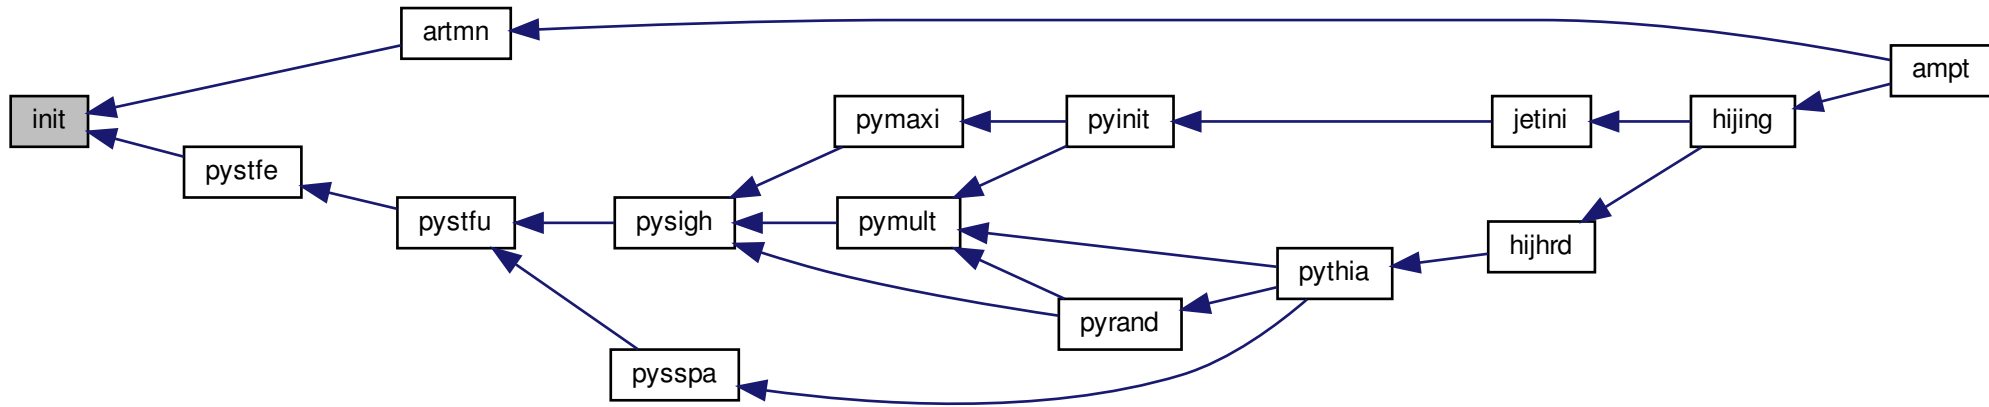 init
artmn
pystfe
pystfu
pysigh
pysspa
pymaxi
pymult
pyinit
pyrand
pythia
jetini
hijhrd
hijing
ampt